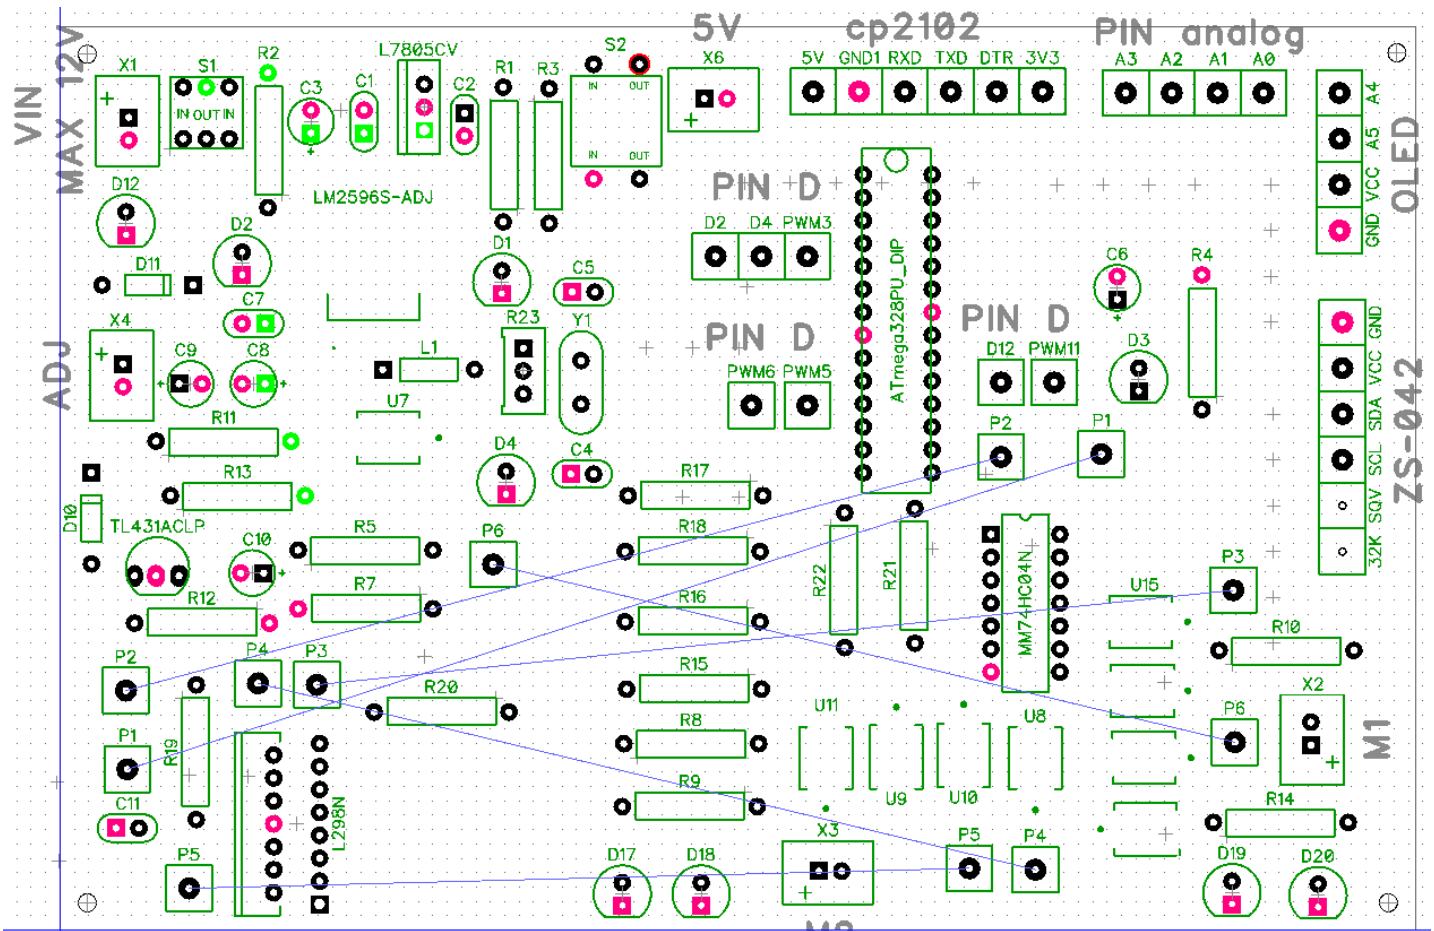 5V
cp2102
PIN analog
VIN
MAX 12V
X1
S1
R2
L7805CV
C3
C1
C2
R1
R3
S2
X6
5V
GND1
RXD
TXD
DTR
3V3
A3
A2
A1
A0
IN OUT IN
IN
OUT
IN
OUT
A4
A5
VCC
GND
OLED
D12
LM2596S-ADJ
PIN D
D2
D4
PWM3
D2
D11
D1
C5
ATmega328PU_DIP
C6
R4
C7
R23
Y1
PIN D
PIN D
X4
ADJ
C9
C8
L1
U7
PWM6
PWM5
D12
PWM11
D3
GND
VCC
SDA
SCL
SQV
32K
ZS-042
R11
P2
P1
D4
C4
R17
R13
D10
TL431ACLP
C10
R5
P6
R18
R22
R21
MM74HC04N
U15
P3
R12
R7
R16
R10
P2
P4
P3
R20
R15
U11
U8
P6
X2
M1
P1
R19
R8
U9
U10
R9
R14
C11
L298N
X3
P5
D17
D18
P5
P4
D19
D20